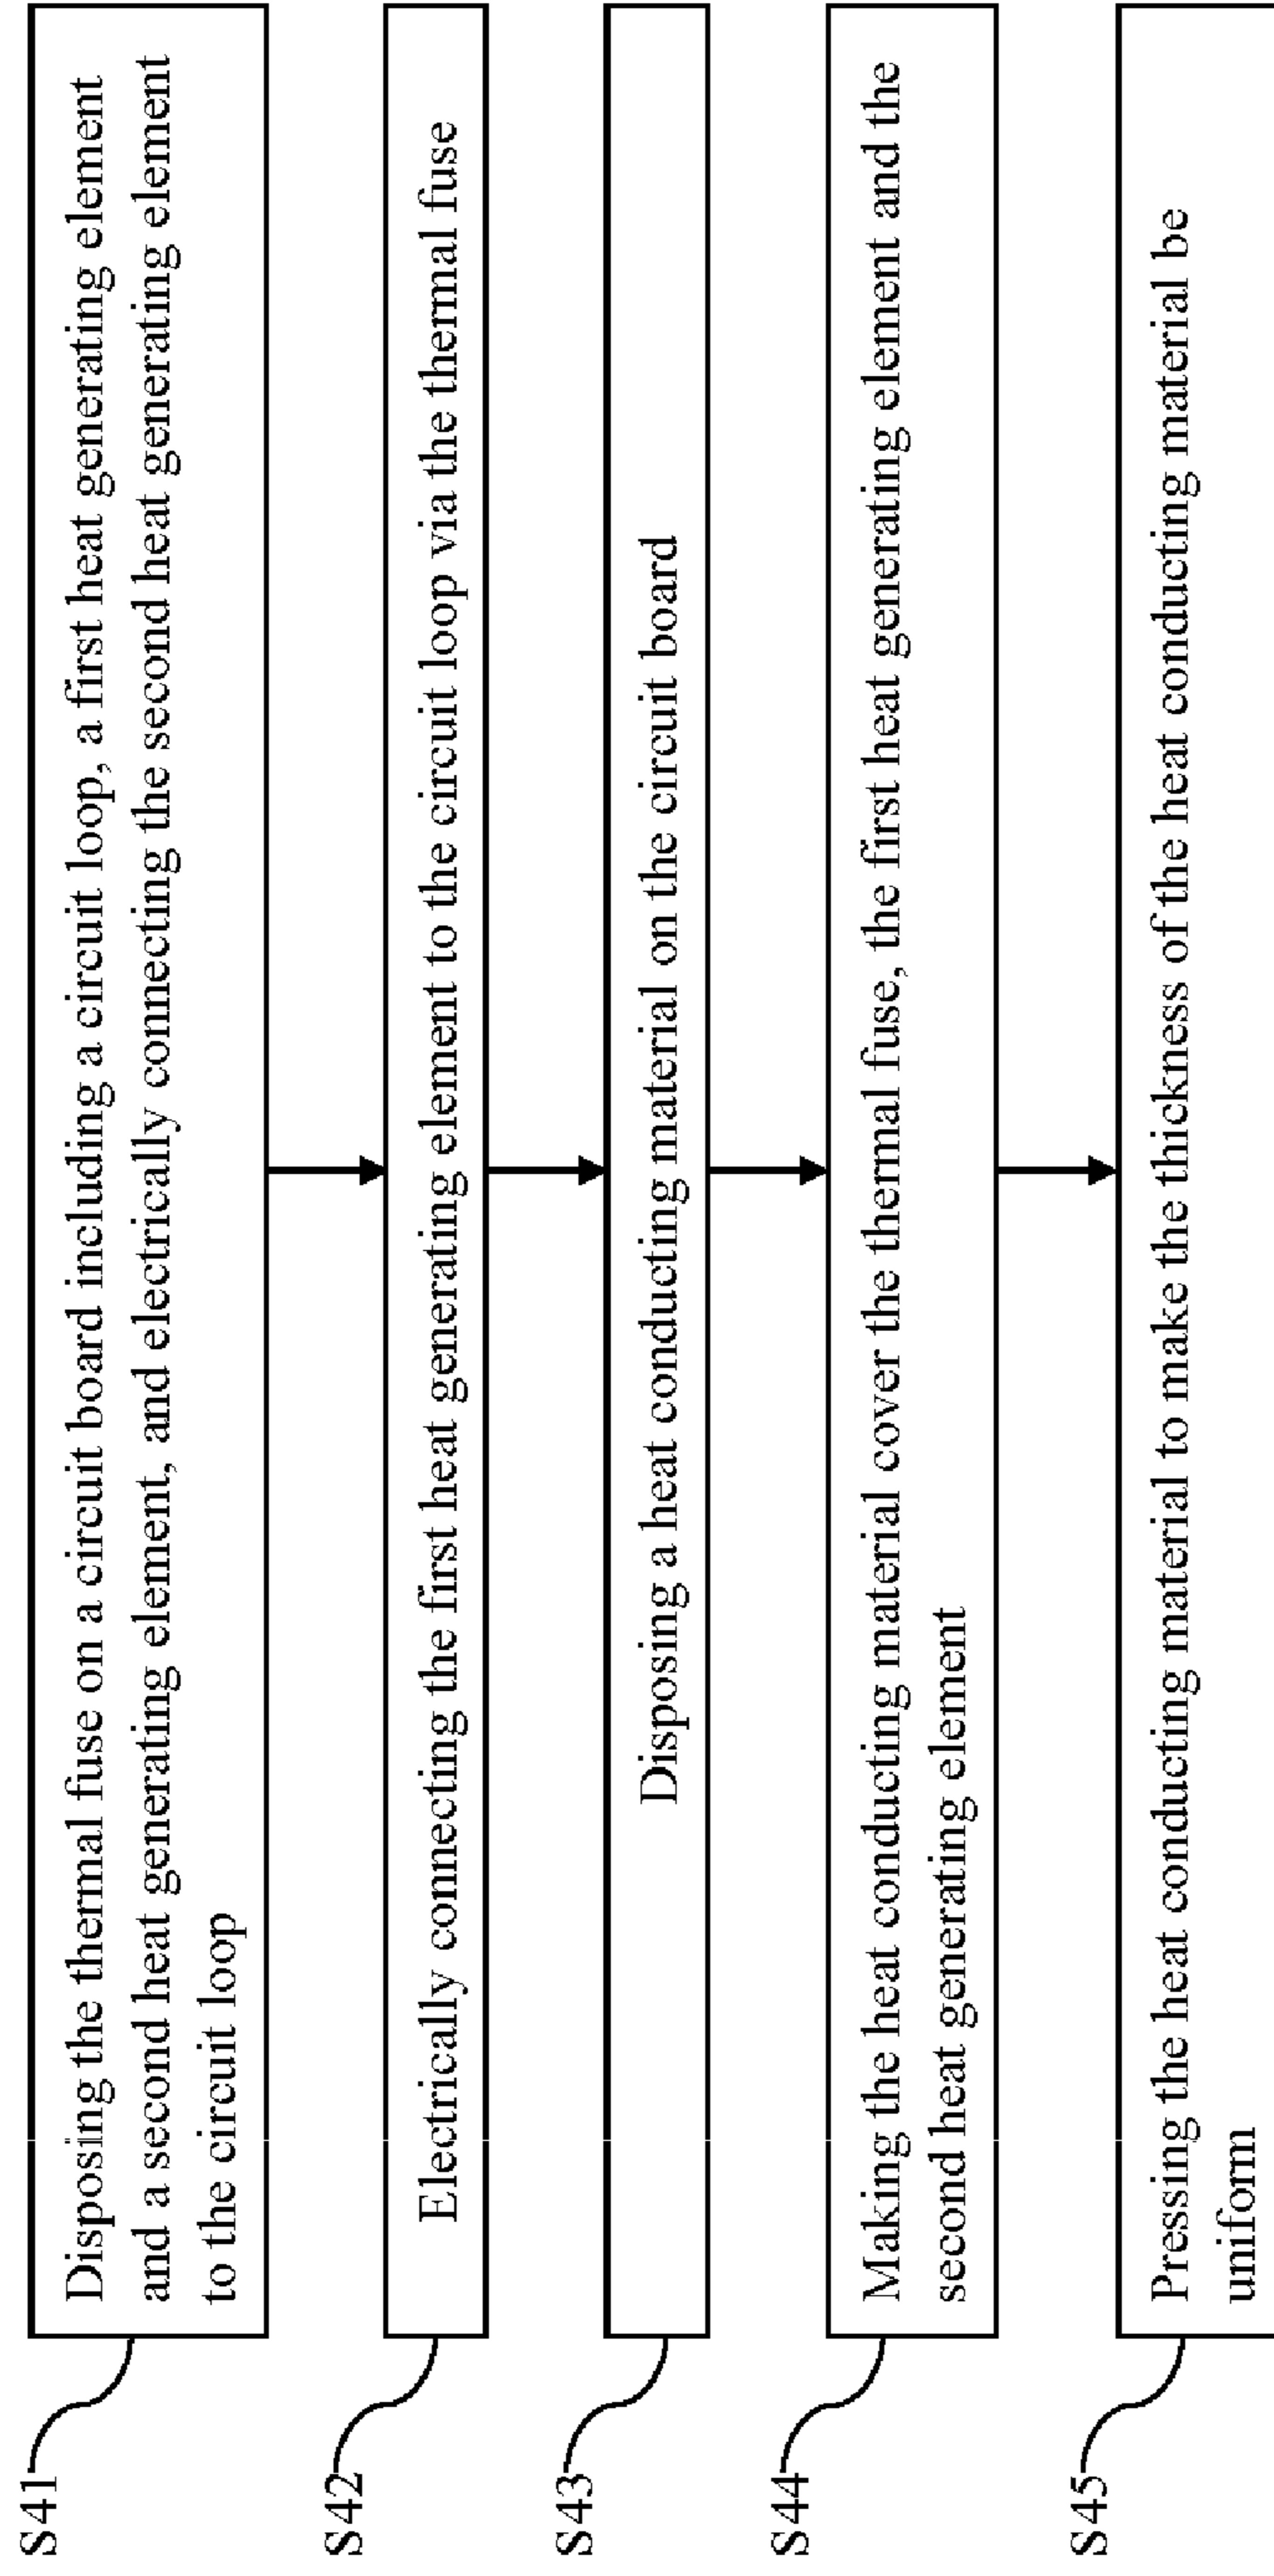 S41
Disposing the thermal fuse on a circuit board including a circuit loop, a first heat generating element
and a second heat generating element, and electrically connecting the second heat generating element
to the circuit loop
S42
Electrically connecting the first heat generating element to the circuit loop via the thermal fuse
S43
Disposing a heat conducting material on the circuit board
S44
Making the heat conducting material cover the thermal fuse, the first heat generating element and the
second heat generating element
S45
Pressing the heat conducting material to make the thickness of the heat conducting material be
uniform